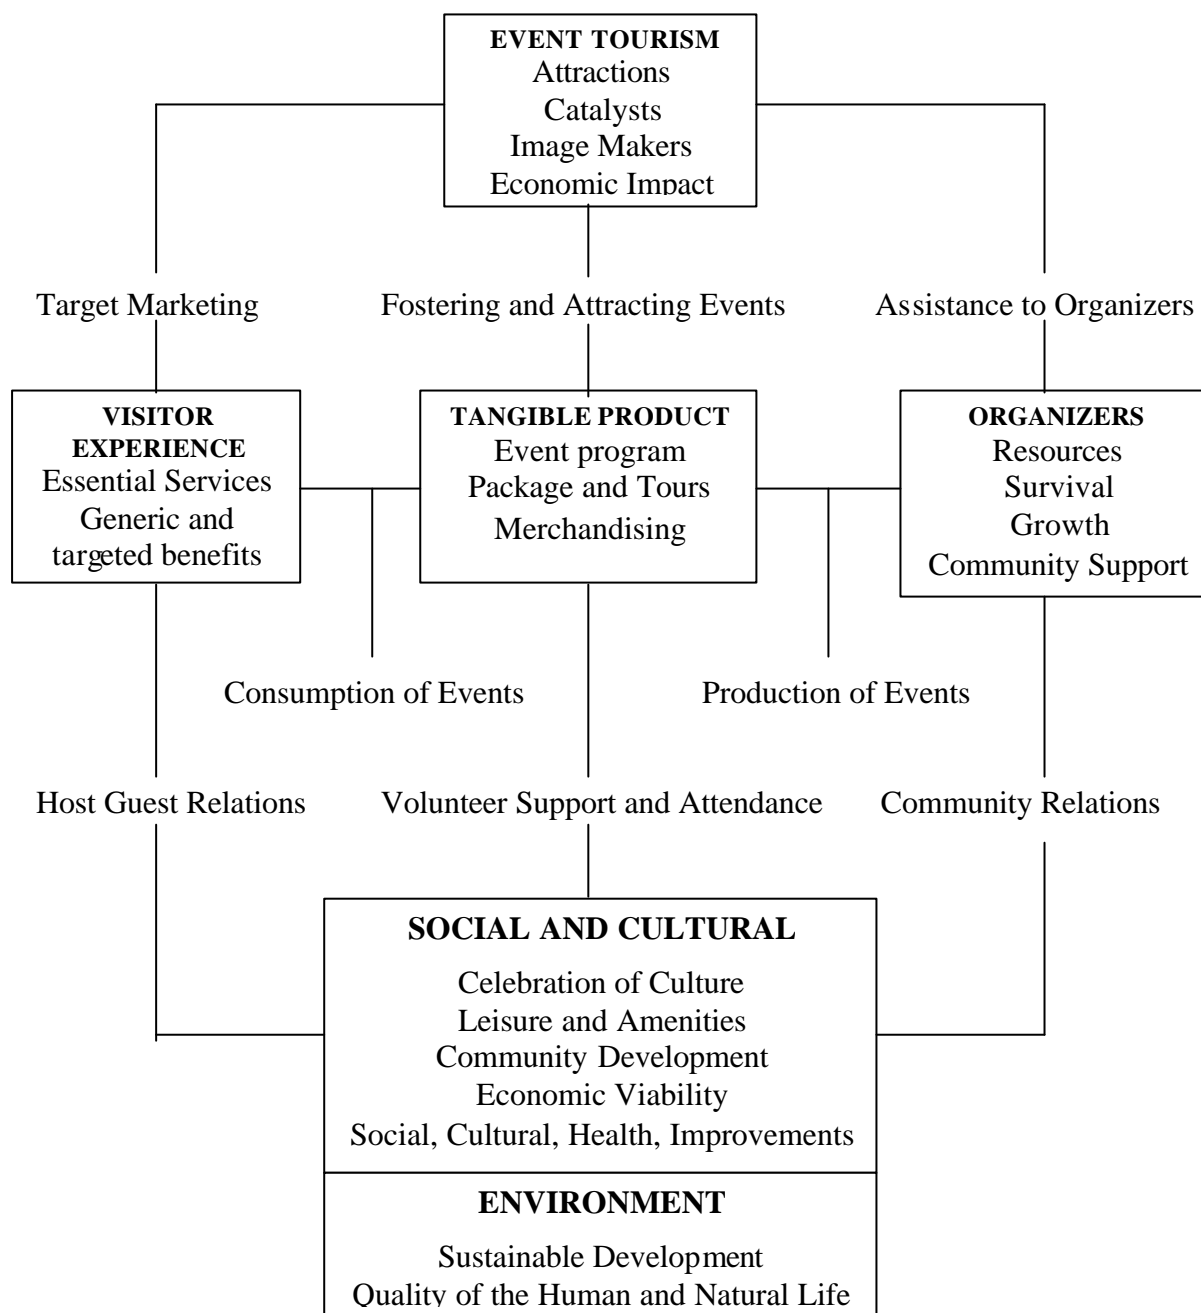 EVENT TOURISM
Attractions
Catalysts
Image Makers
Economic Impact
Target Marketing
Fostering and Attracting Events
Assistance to Organizers
VISITOR
EXPERIENCE
Essential Services
Generic and
targeted benefits
TANGIBLE PRODUCT
Event program
Package and Tours
Merchandising
ORGANIZERS
Resources
Survival
Growth
Community Support
Consumption of Events
Production of Events
Host Guest Relations
Volunteer Support and Attendance
Community Relations
SOCIAL AND CULTURAL
Celebration of Culture
Leisure and Amenities
Community Development
Economic Viability
Social, Cultural, Health, Improvements
ENVIRONMENT
Sustainable Development
Quality of the Human and Natural Life